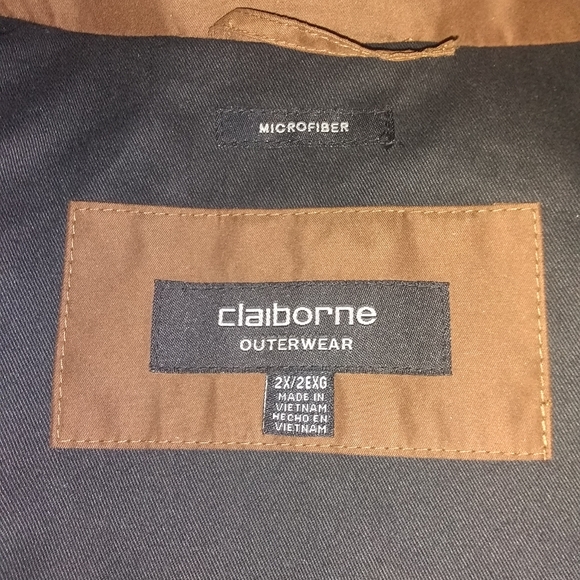 MICROFIBER
claiborne
OUTERWEAR
2X/2EXG
MADE IN
VIETNAM
HECHO EN
VIETNAM